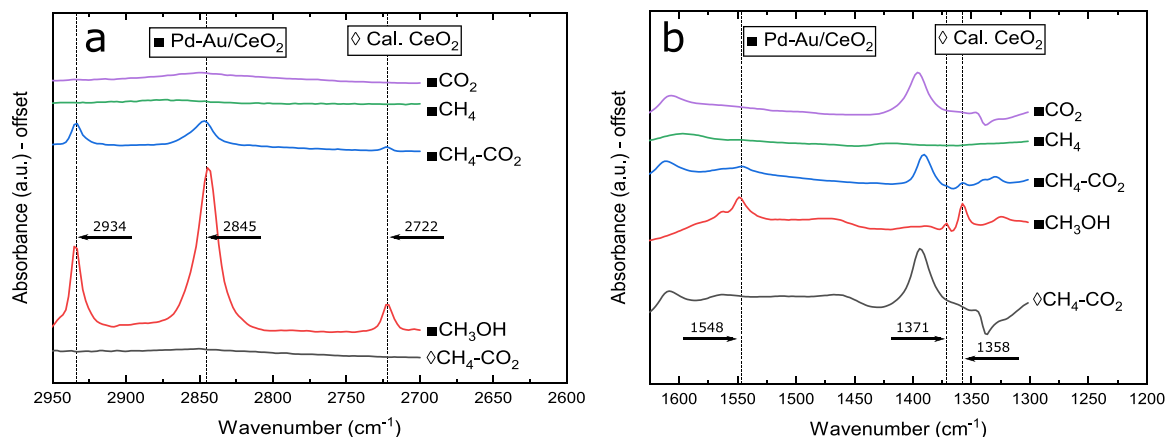 a
■ Pd-Au/CeO₂
◊ Cal. CeO₂
■CO₂
■CH₄
■CH₄-CO₂
2934
2845
2722
■CH₃OH
◊CH₄-CO₂
Absorbance (a.u.) - offset
2950 2900 2850 2800 2750 2700 2650 2600
Wavenumber (cm⁻¹)
b
■ Pd-Au/CeO₂
◊ Cal. CeO₂
■CO₂
■CH₄
■CH₄-CO₂
■CH₃OH
◊CH₄-CO₂
1548
1371
1358
Absorbance (a.u.) - offset
1600 1550 1500 1450 1400 1350 1300 1250 1200
Wavenumber (cm⁻¹)